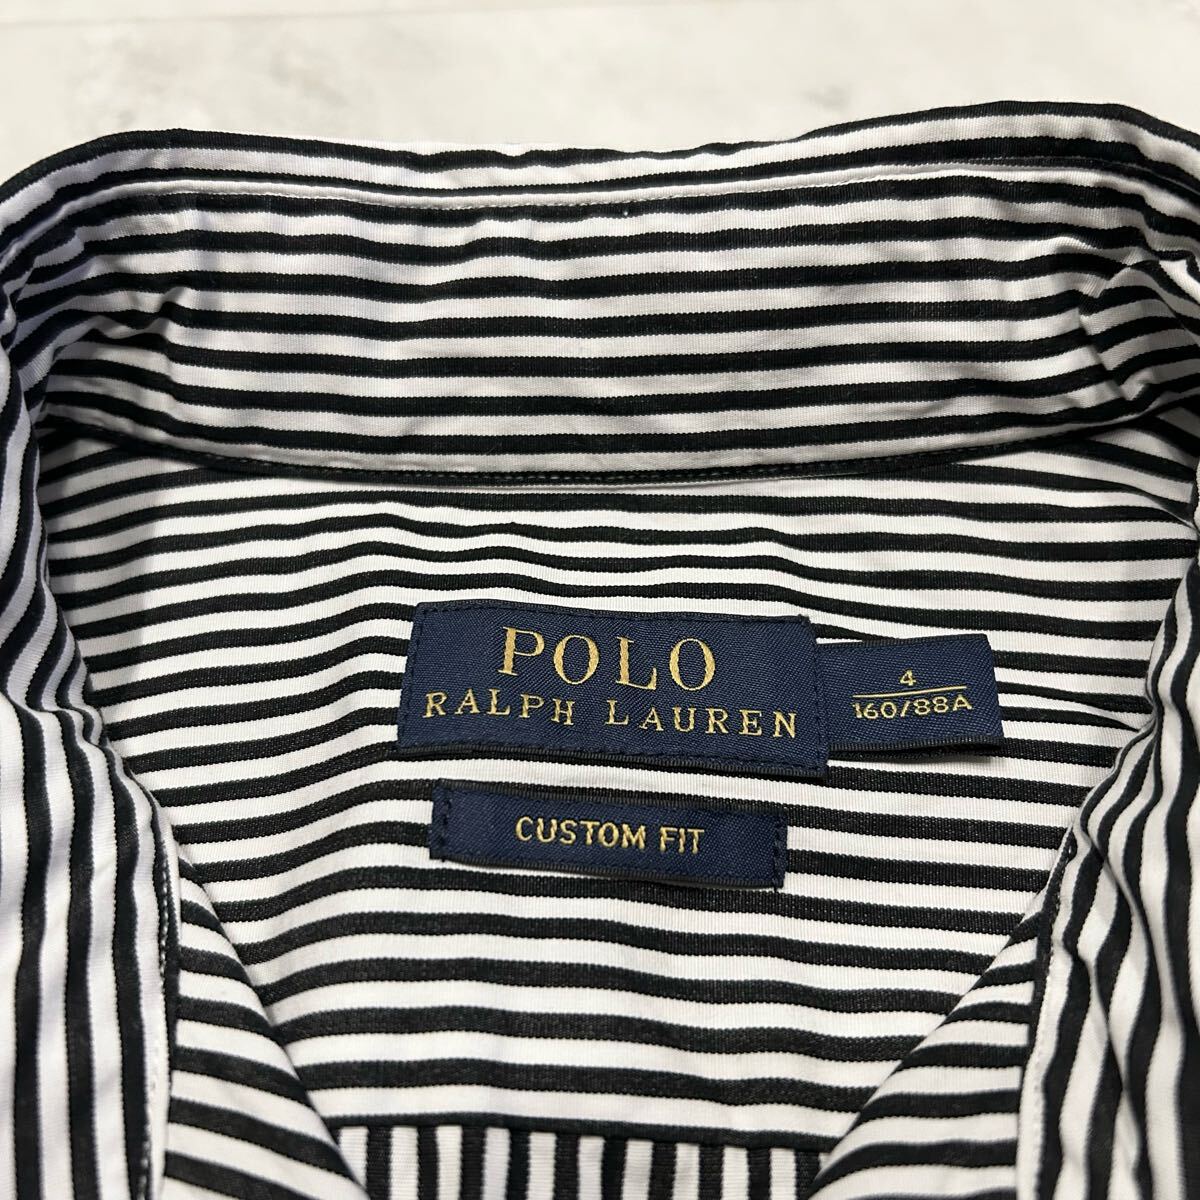 POLO
RALPH LAUREN
4
160/88A
CUSTOM FIT